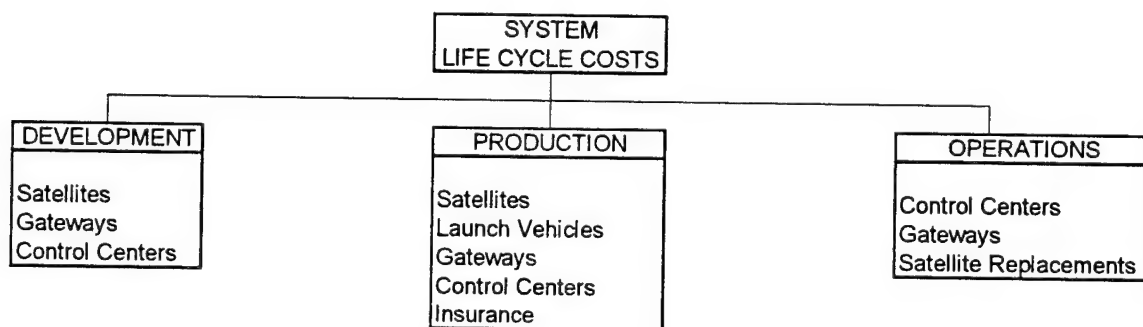 SYSTEM
LIFE CYCLE COSTS
DEVELOPMENT
Satellites
Gateways
Control Centers
PRODUCTION
Satellites
Launch Vehicles
Gateways
Control Centers
Insurance
OPERATIONS
Control Centers
Gateways
Satellite Replacements